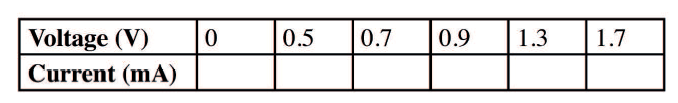 Voltage (V) 0 0.5 0.7 0.9 1.3 1.7
Current (mA)